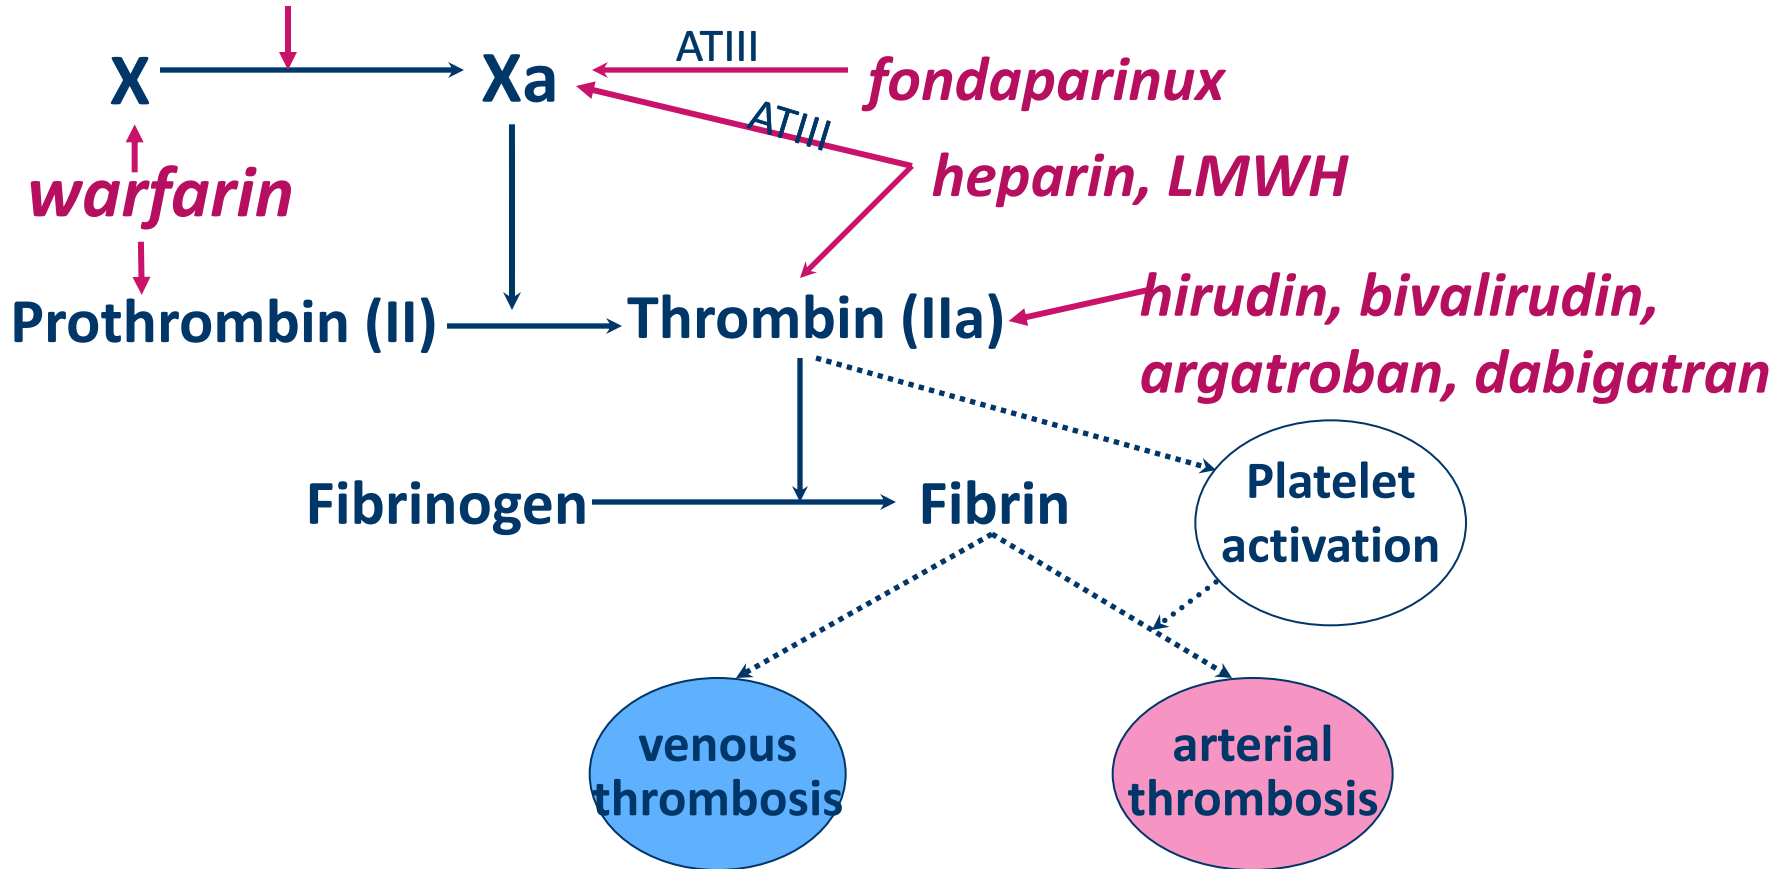 X
Xa
ATIII
fondaparinux
ATIII
heparin, LMWH
warfarin
Prothrombin (II)
Thrombin (IIa)
hirudin, bivalirudin,
argatroban, dabigatran
Fibrinogen
Fibrin
Platelet
activation
venous
thrombosis
arterial
thrombosis